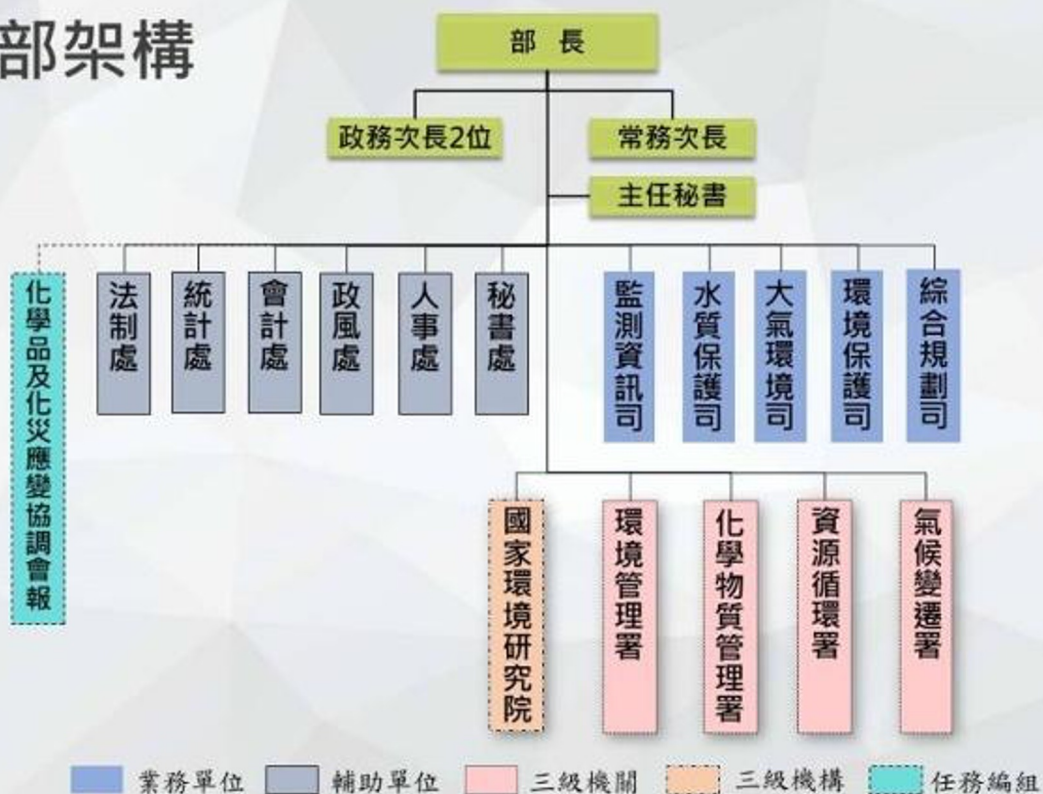 部架構
部 長
政務次長2位
常務次長
主任秘書
化學品及化災應變協調會報
法制處
統計處
會計處
政風處
人事處
秘書處
監測資訊司
水質保護司
大氣環境司
環境保護司
綜合規劃司
國家環境研究院
環境管理署
化學物質管理署
資源循環署
氣候變遷署
業務單位
輔助單位
三級機關
三級機構
任務編組